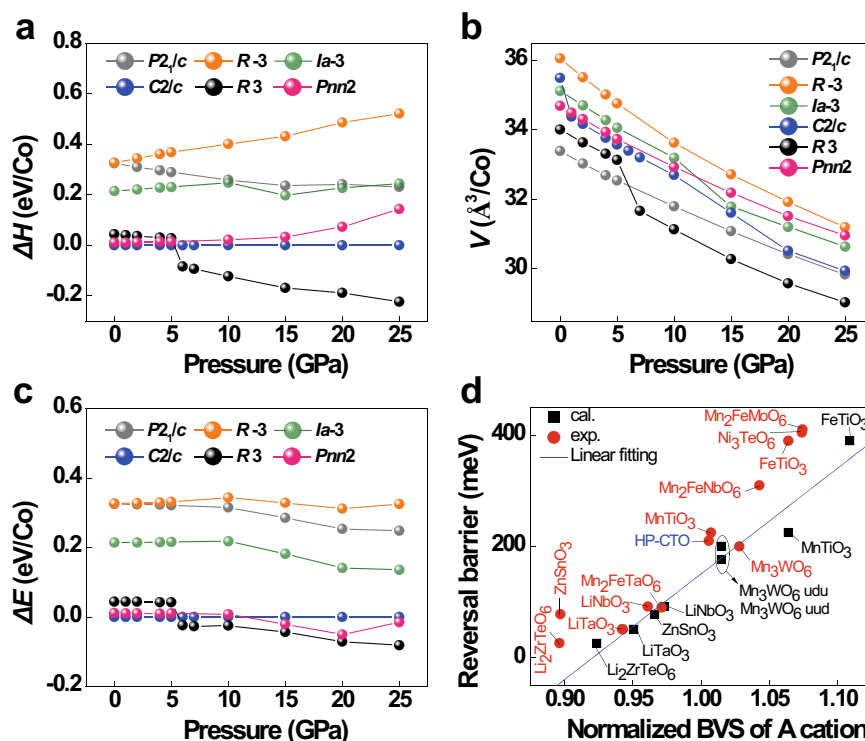 a
ΔH (eV/Co)
0.8
0.6
0.4
0.2
0.0
-0.2
P2₁/c R-3 Ia-3
C2/c R3 Pnn2
0 5 10 15 20 25
Pressure (GPa)
b
V (Å³/Co)
36
34
32
30
P2₁/c
R-3
Ia-3
C2/c
R3
Pnn2
0 5 10 15 20 25
Pressure (GPa)
c
ΔE (eV/Co)
0.6
0.4
0.2
0.0
-0.2
P2₁/c R-3 Ia-3
C2/c R3 Pnn2
0 5 10 15 20 25
Pressure (GPa)
d
Reversal barrier (meV)
400
200
0
cal.
exp.
Linear fitting
Mn₂FeMoO₆
Ni₃TeO₆
FeTiO₃
FeTiO₃
Mn₂FeNbO₆
MnTiO₃
HP-CTO
MnTiO₃
Mn₃WO₆
ZnSnO₃
Mn₂FeTaO₆
Mn₃WO₆ udu
Mn₃WO₆ uud
LiNbO₃
LiNbO₃
ZnSnO₃
LiTaO₃
LiTaO₃
Li₂ZrTeO₆
Li₂ZrTeO₆
0.90 0.95 1.00 1.05 1.10
Normalized BVS of A cation